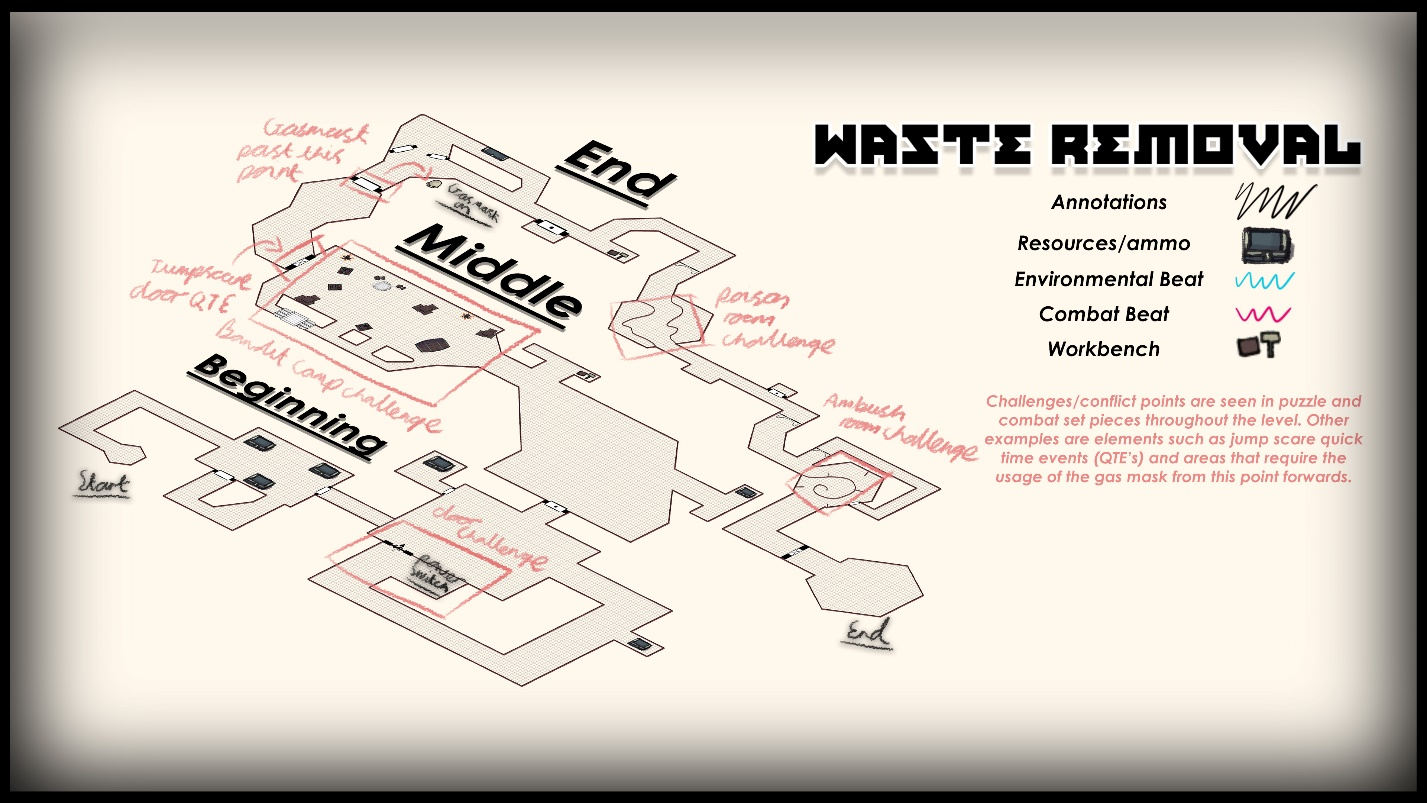 WASTE REMOVAL
Annotations
Resources/ammo
Environmental Beat
Combat Beat
Workbench
Challenges/conflict points are seen in puzzle and
combat set pieces throughout the level. Other
examples are elements such as jump scare quick
time events (QTE's) and areas that require the
usage of the gas mask from this point forwards.
End
Gasmask
past this
point
Gas mask
on
Middle
Jumpscare
door QTE
Bandit Camp challenge
poison
room
challenge
Beginning
Start
Ambush
room challenge
door
challenge
power
switch
End